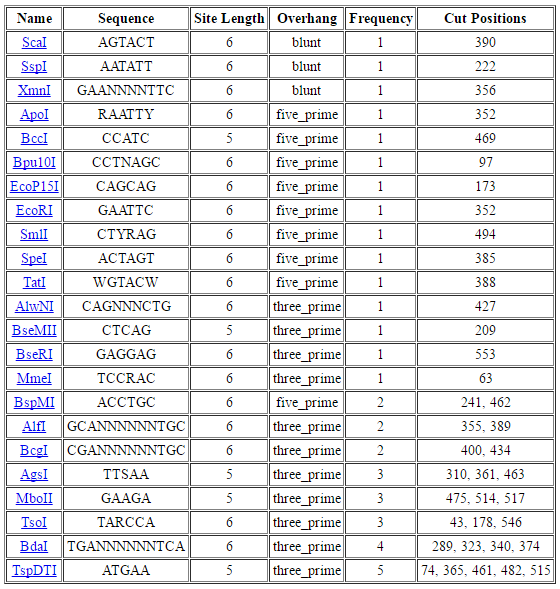 Name Sequence Site Length Overhang Frequency Cut Positions
ScaI AGTACT 6 blunt 1 390
SspI AATATT 6 blunt 1 222
XmnI GAANNNNTTC 6 blunt 1 356
ApoI RAATTY 6 five_prime 1 352
BccI CCATC 5 five_prime 1 469
Bpu10I CCTNAGC 6 five_prime 1 97
EcoP15I CAGCAG 6 five_prime 1 173
EcoRI GAATTC 6 five_prime 1 352
SmlI CTYRAG 6 five_prime 1 494
SpeI ACTAGT 6 five_prime 1 385
TatI WGTACW 6 five_prime 1 388
AlwNI CAGNNNCTG 6 three_prime 1 427
BseMII CTCAG 5 three_prime 1 209
BseRI GAGGAG 6 three_prime 1 553
MmeI TCCRAC 6 three_prime 1 63
BspMI ACCTGC 6 five_prime 2 241, 462
AlfI GCANNNNNNTGC 6 three_prime 2 355, 389
BcgI CGANNNNNNTGC 6 three_prime 2 400, 434
AgsI TTSAA 5 three_prime 3 310, 361, 463
MboII GAAGA 5 three_prime 3 475, 514, 517
TsoI TARCCA 6 three_prime 3 43, 178, 546
BdaI TGANNNNNNTCA 6 three_prime 4 289, 323, 340, 374
TspDTI ATGAA 5 three_prime 5 74, 365, 461, 482, 515